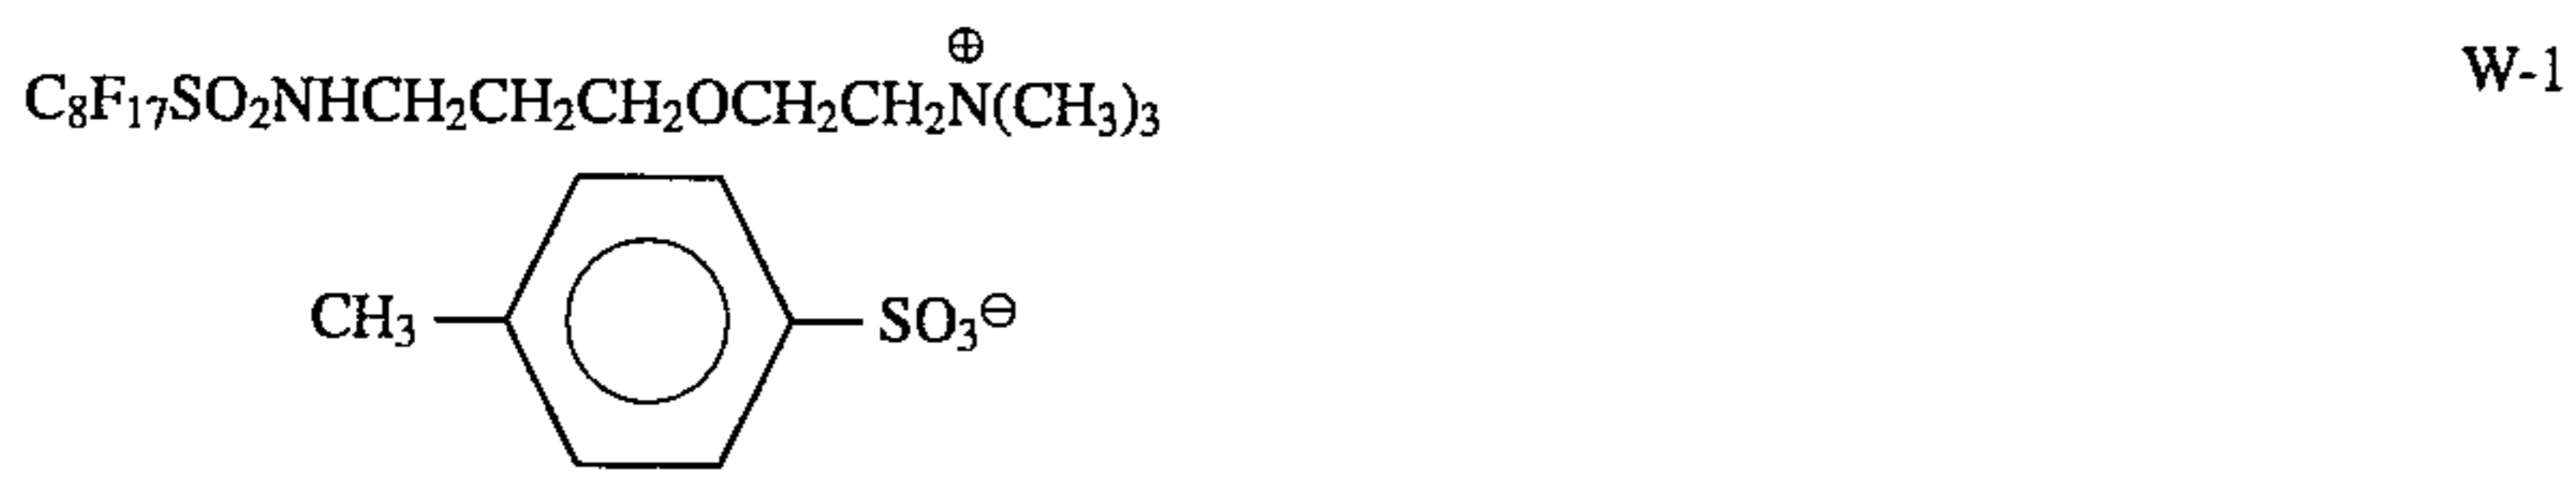 ⊕
C₈F₁₇SO₂NHCH₂CH₂CH₂OCH₂CH₂N(CH₃)₃ W-1
CH₃ SO₃⊖